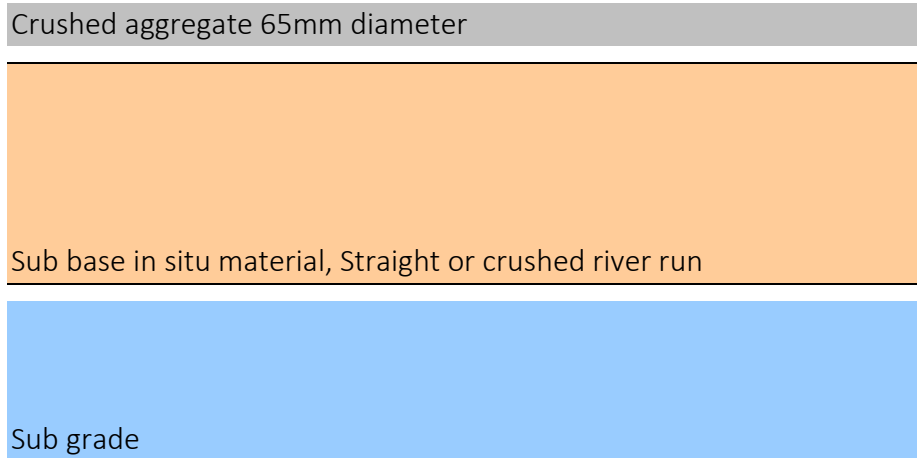 Crushed aggregate 65mm diameter
Sub base in situ material, Straight or crushed river run
Sub grade